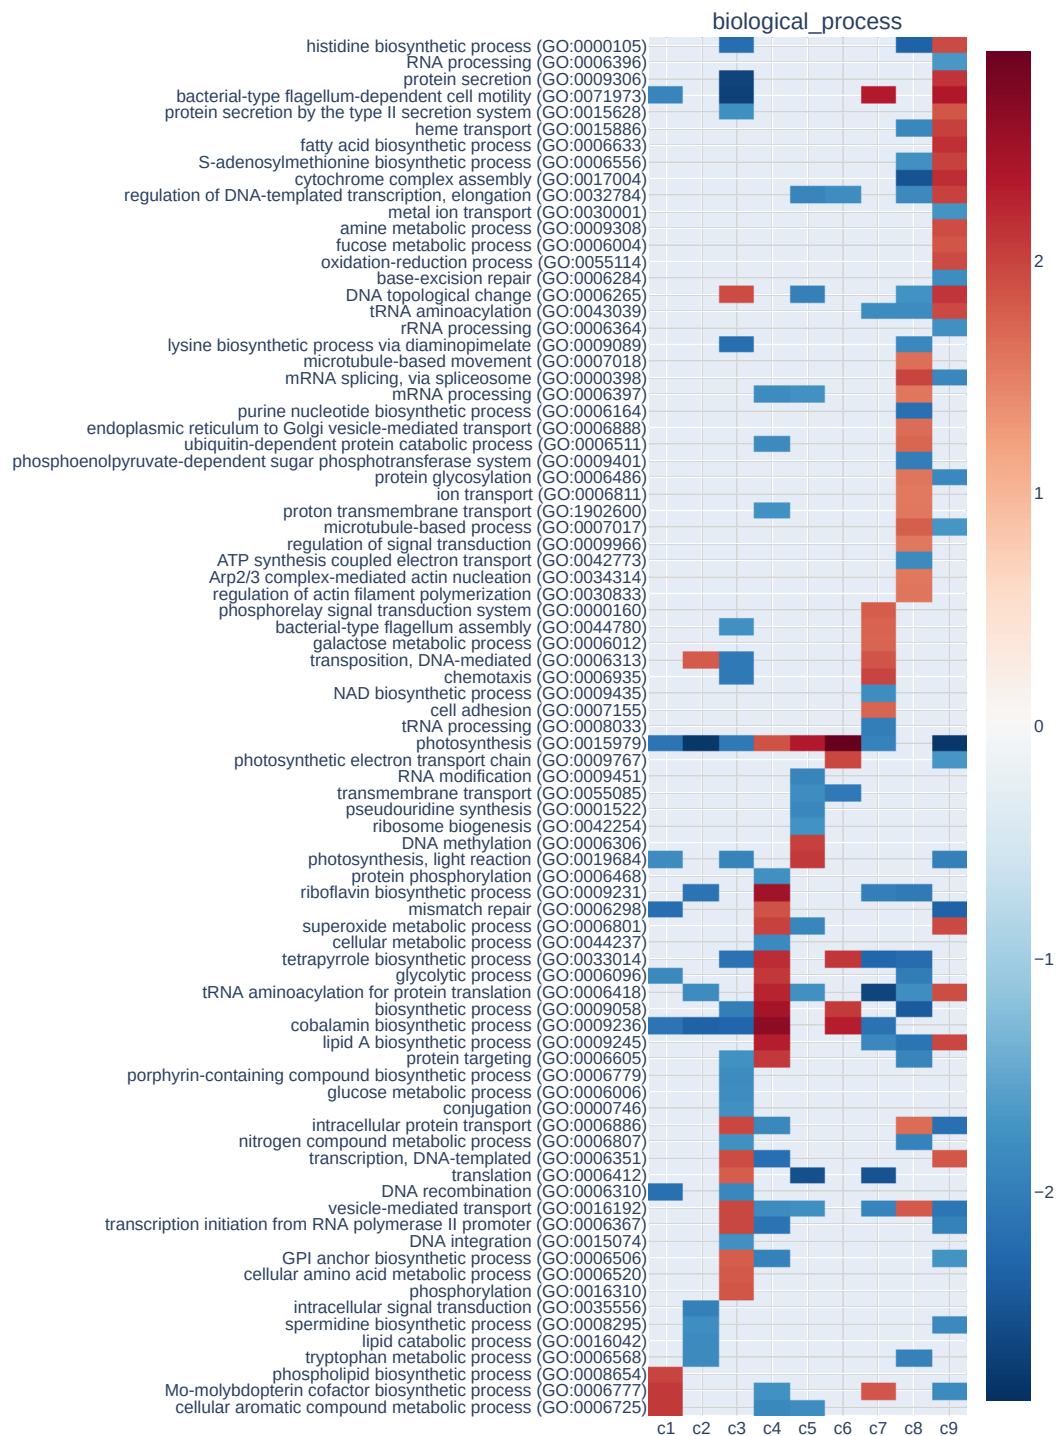 biological_process
histidine biosynthetic process (GO:0000105)
RNA processing (GO:0006396)
protein secretion (GO:0009306)
bacterial-type flagellum-dependent cell motility (GO:0071973)
protein secretion by the type II secretion system (GO:0015628)
heme transport (GO:0015886)
fatty acid biosynthetic process (GO:0006633)
S-adenosylmethionine biosynthetic process (GO:0006556)
cytochrome complex assembly (GO:0017004)
regulation of DNA-templated transcription, elongation (GO:0032784)
metal ion transport (GO:0030001)
amine metabolic process (GO:0009308)
fucose metabolic process (GO:0006004)
oxidation-reduction process (GO:0055114)
base-excision repair (GO:0006284)
DNA topological change (GO:0006265)
tRNA aminoacylation (GO:0043039)
rRNA processing (GO:0006364)
lysine biosynthetic process via diaminopimelate (GO:0009089)
microtubule-based movement (GO:0007018)
mRNA splicing, via spliceosome (GO:0000398)
mRNA processing (GO:0006397)
purine nucleotide biosynthetic process (GO:0006164)
endoplasmic reticulum to Golgi vesicle-mediated transport (GO:0006888)
ubiquitin-dependent protein catabolic process (GO:0006511)
phosphoenolpyruvate-dependent sugar phosphotransferase system (GO:0009401)
protein glycosylation (GO:0006486)
ion transport (GO:0006811)
proton transmembrane transport (GO:1902600)
microtubule-based process (GO:0007017)
regulation of signal transduction (GO:0009966)
ATP synthesis coupled electron transport (GO:0042773)
Arp2/3 complex-mediated actin nucleation (GO:0034314)
regulation of actin filament polymerization (GO:0030833)
phosphorelay signal transduction system (GO:0000160)
bacterial-type flagellum assembly (GO:0044780)
galactose metabolic process (GO:0006012)
transposition, DNA-mediated (GO:0006313)
chemotaxis (GO:0006935)
NAD biosynthetic process (GO:0009435)
cell adhesion (GO:0007155)
tRNA processing (GO:0008033)
photosynthesis (GO:0015979)
photosynthetic electron transport chain (GO:0009767)
RNA modification (GO:0009451)
transmembrane transport (GO:0055085)
pseudouridine synthesis (GO:0001522)
ribosome biogenesis (GO:0042254)
DNA methylation (GO:0006306)
photosynthesis, light reaction (GO:0019684)
protein phosphorylation (GO:0006468)
riboflavin biosynthetic process (GO:0009231)
mismatch repair (GO:0006298)
superoxide metabolic process (GO:0006801)
cellular metabolic process (GO:0044237)
tetrapyrrole biosynthetic process (GO:0033014)
glycolytic process (GO:0006096)
tRNA aminoacylation for protein translation (GO:0006418)
biosynthetic process (GO:0009058)
cobalamin biosynthetic process (GO:0009236)
lipid A biosynthetic process (GO:0009245)
protein targeting (GO:0006605)
porphyrin-containing compound biosynthetic process (GO:0006779)
glucose metabolic process (GO:0006006)
conjugation (GO:0000746)
intracellular protein transport (GO:0006886)
nitrogen compound metabolic process (GO:0006807)
transcription, DNA-templated (GO:0006351)
translation (GO:0006412)
DNA recombination (GO:0006310)
vesicle-mediated transport (GO:0016192)
transcription initiation from RNA polymerase II promoter (GO:0006367)
DNA integration (GO:0015074)
GPI anchor biosynthetic process (GO:0006506)
cellular amino acid metabolic process (GO:0006520)
phosphorylation (GO:0016310)
intracellular signal transduction (GO:0035556)
spermidine biosynthetic process (GO:0008295)
lipid catabolic process (GO:0016042)
tryptophan metabolic process (GO:0006568)
phospholipid biosynthetic process (GO:0008654)
Mo-molybdopterin cofactor biosynthetic process (GO:0006777)
cellular aromatic compound metabolic process (GO:0006725)
c1 c2 c3 c4 c5 c6 c7 c8 c9
2
1
0
−1
−2